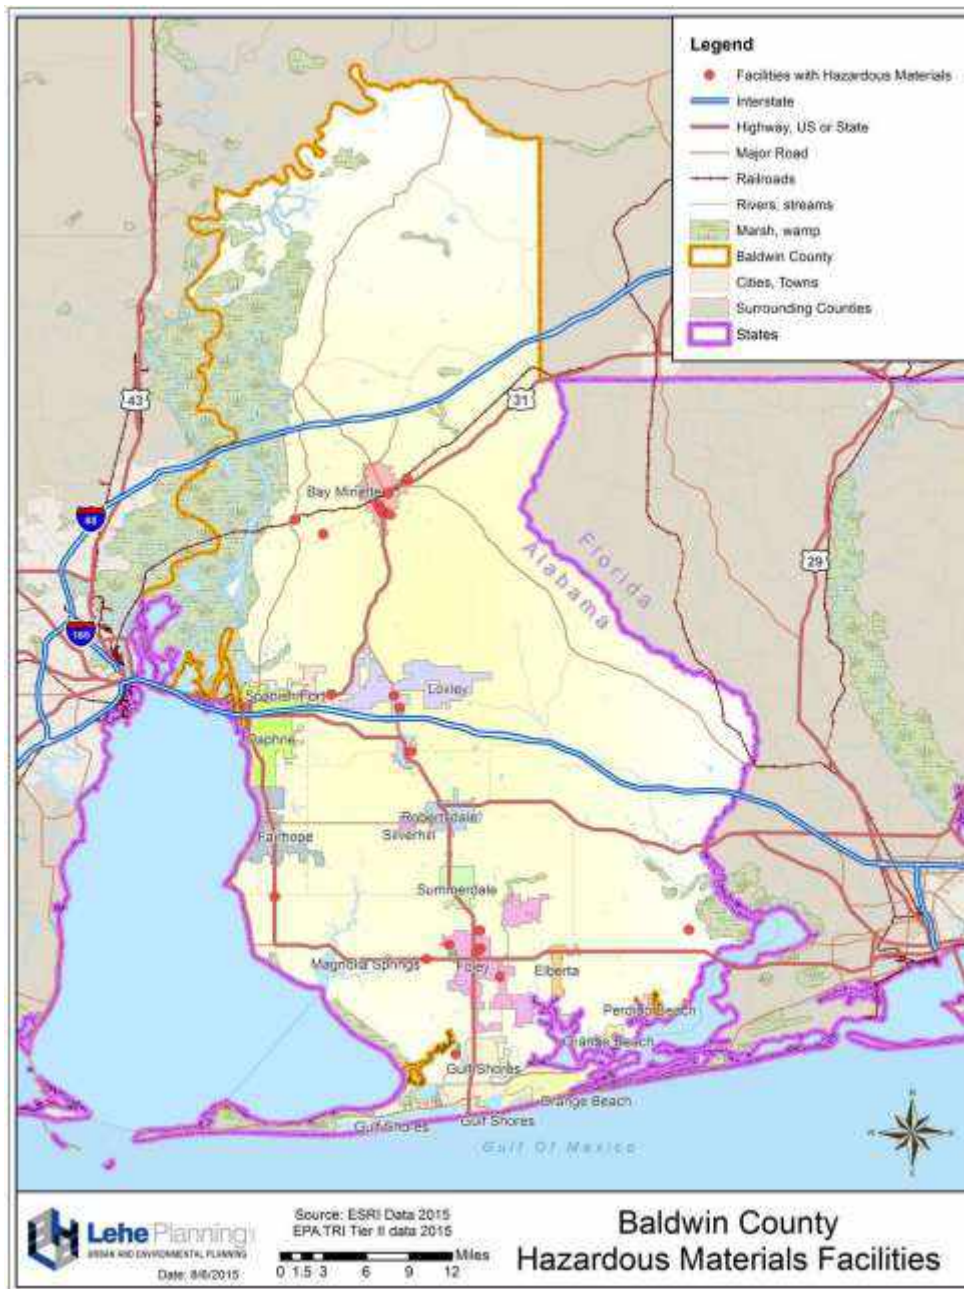 Legend
Facilities with Hazardous Materials
Interstate
Highway, US or State
Major Road
Railroads
Rivers, streams
Marsh, wamp
Baldwin County
Cities, Towns
Surrounding Counties
States
43
31
65
165
29
Bay Minette
Florida
Alabama
Spanish Fort
Loxley
Daphne
Robertsdale
Fairhope
Silverhill
Summerdale
Magnolia Springs
Foley
Elberta
Perdido Beach
Orange Beach
Gulf Shores
Orange Beach
Gulf Shores
Gulf Shores
Gulf Of Mexico
N
W
E
S
Lehe Planning
URBAN AND ENVIRONMENTAL PLANNING
Date: 8/6/2015
Source: ESRI Data 2015
EPA TRI Tier II data 2015
Miles
0 1.5 3 6 9 12
Baldwin County
Hazardous Materials Facilities